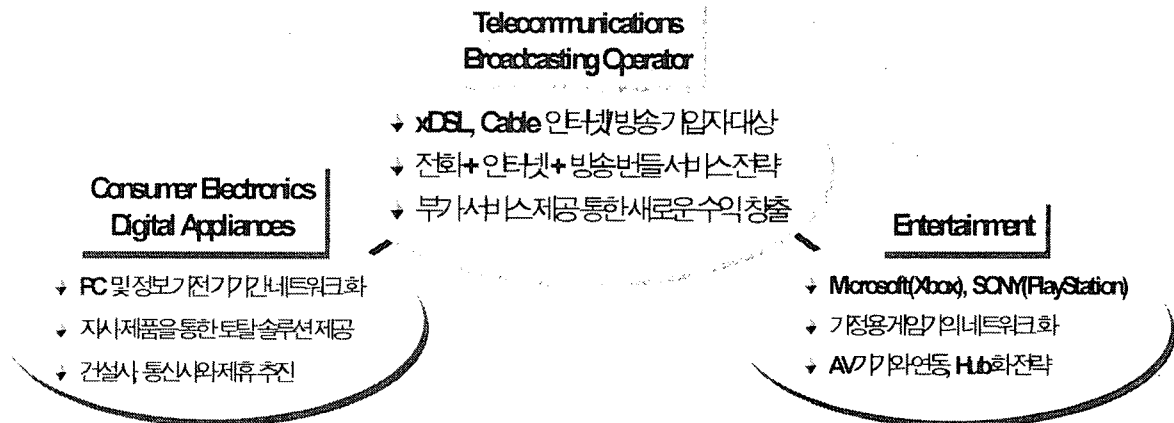 Telecommunications
Broadcasting Operator
xDSL, Cable 인터넷/방송 가입자 대상
전화 + 인터넷 + 방송 번들 서비스 전략
부가 서비스 제공 통한 새로운 수익 창출
Consumer Electronics
Digital Appliances
PC 및 정보가전 기기간 네트워크화
자사 제품을 통한 토탈 솔루션 제공
건설사, 통신사와 제휴 추진
Entertainment
Microsoft(Xbox), SONY(PlayStation)
가정용 게임기의 네트워크화
AV기기와 연동, Hub화 전략